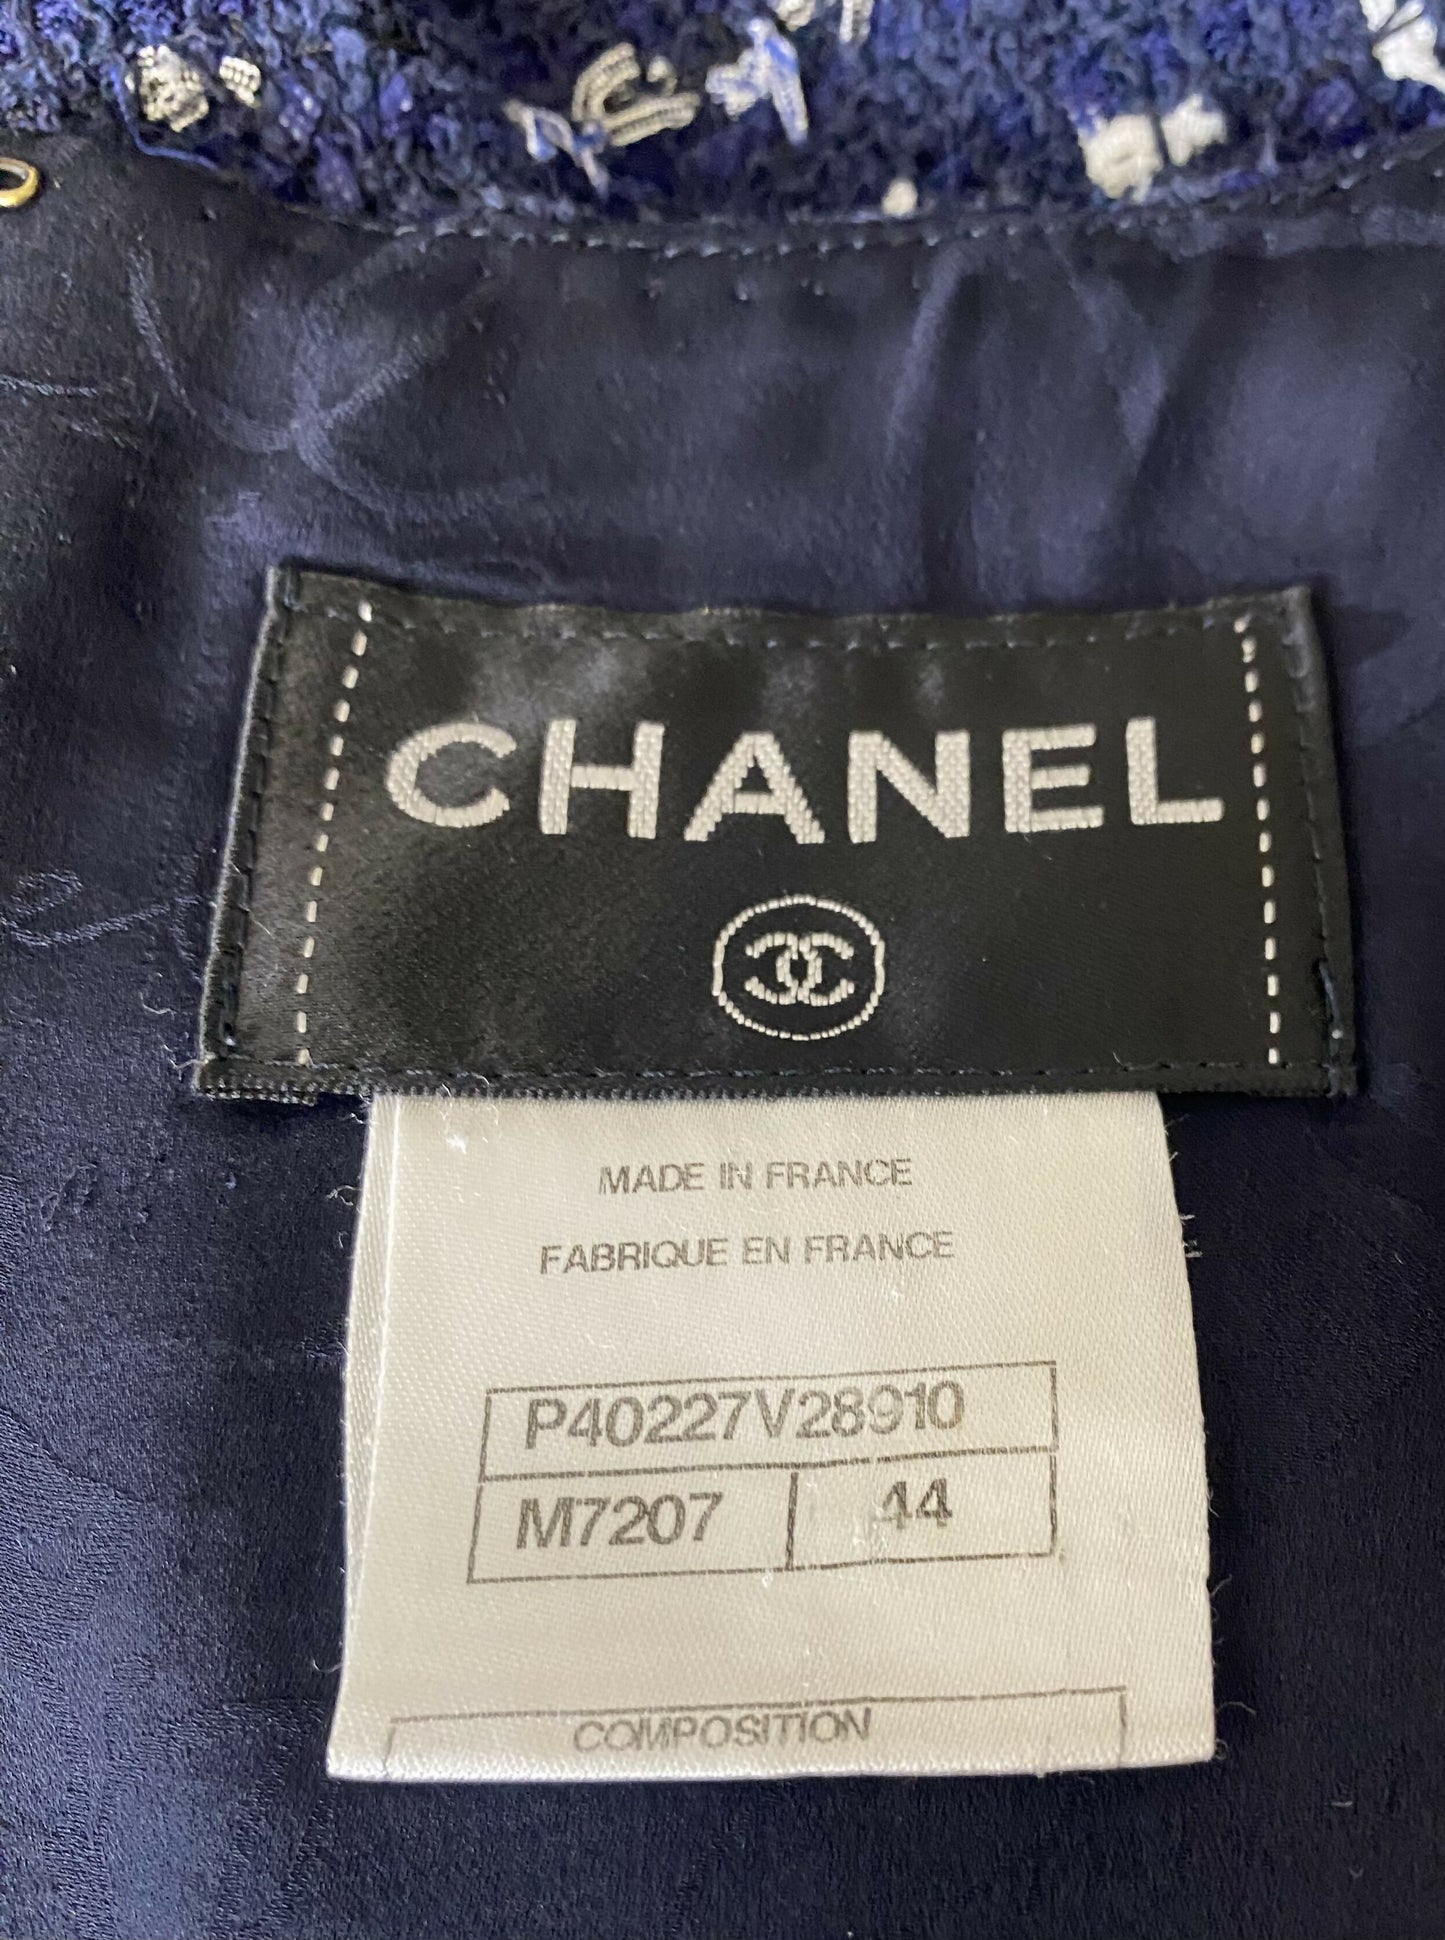 CHANEL
MADE IN FRANCE
FABRIQUE EN FRANCE
P40227V28910
M7207 44
COMPOSITION